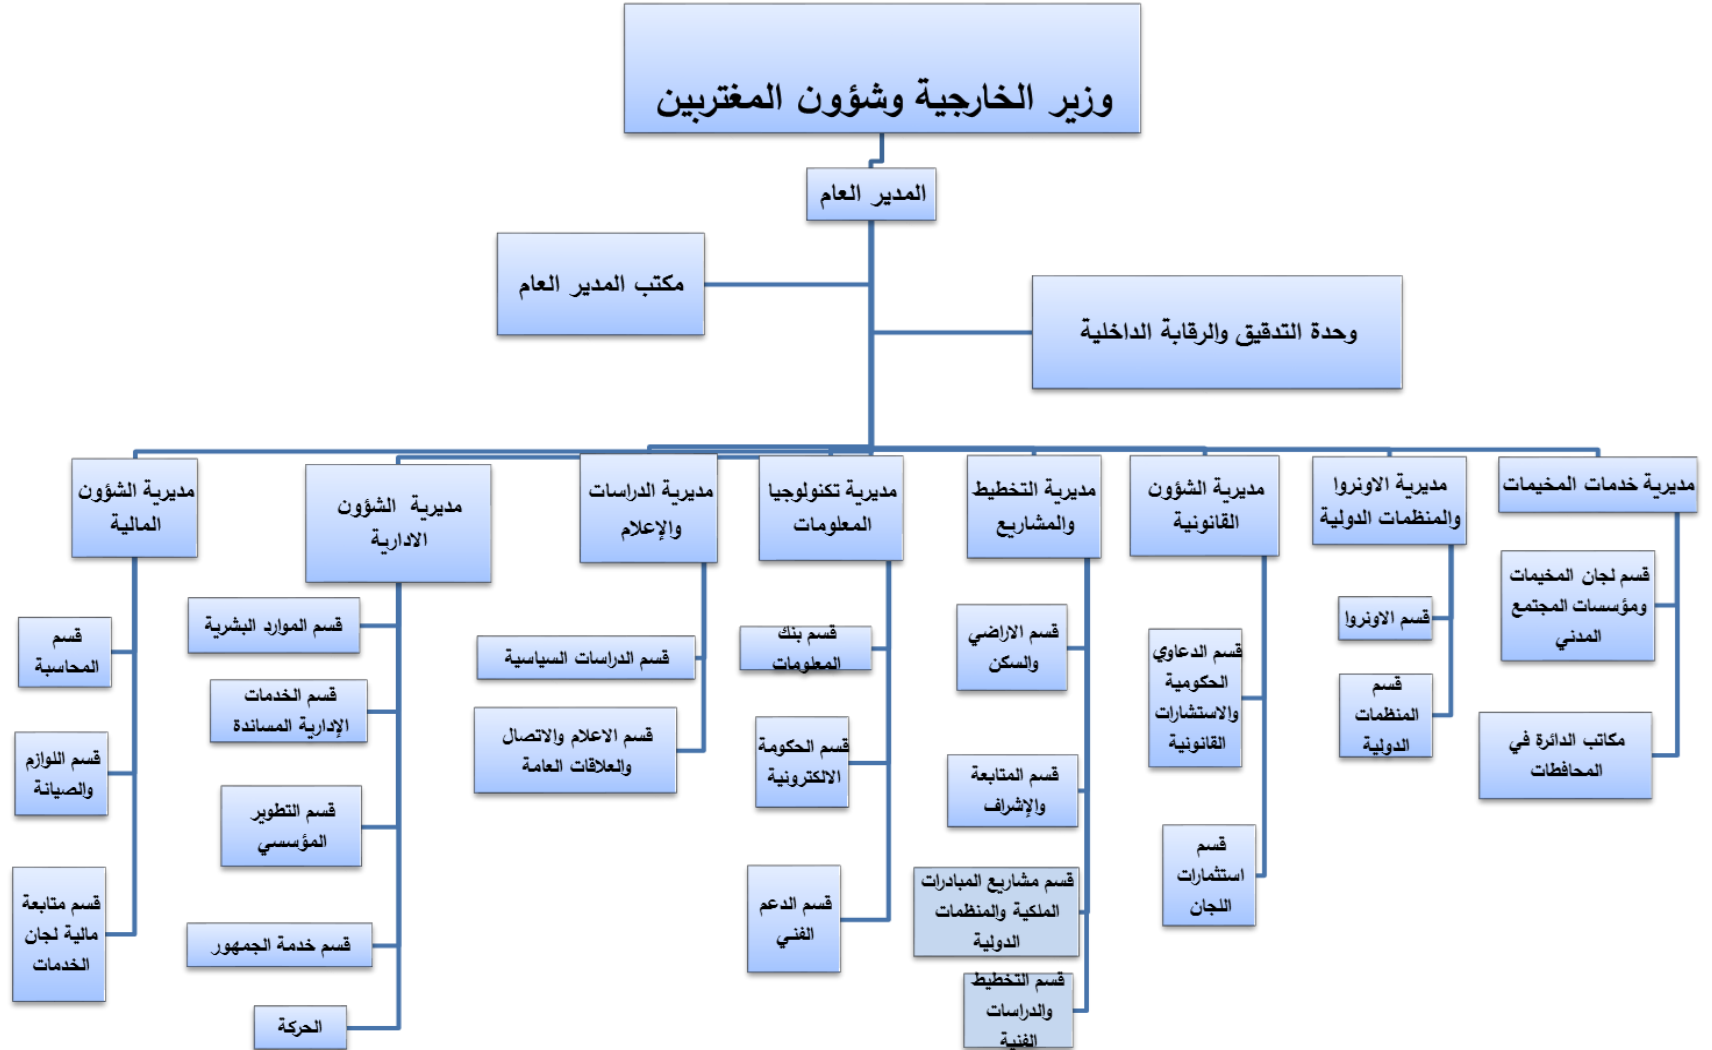 وزير الخارجية وشؤون المغتربين
المدير العام
مكتب المدير العام
وحدة التدقيق والرقابة الداخلية
مديرية خدمات المخيمات
قسم لجان المخيمات
ومؤسسات المجتمع
المدني
مكاتب الدائرة في
المحافظات
مديرية الاونروا
والمنظمات الدولية
قسم الاونروا
قسم
المنظمات
الدولية
مديرية الشؤون
القانونية
قسم الدعاوي
الحكومية
والاستشارات
القانونية
قسم
استثمارات
اللجان
مديرية التخطيط
والمشاريع
قسم الاراضي
والسكن
قسم المتابعة
والإشراف
قسم مشاريع المبادرات
الملكية والمنظمات
الدولية
قسم التخطيط
والدراسات
الفنية
مديرية تكنولوجيا
المعلومات
قسم بنك
المعلومات
قسم الحكومة
الالكترونية
قسم الدعم
الفني
مديرية الدراسات
والإعلام
قسم الدراسات السياسية
قسم الاعلام والاتصال
والعلاقات العامة
مديرية الشؤون
الادارية
قسم الموارد البشرية
قسم الخدمات
الإدارية المساندة
قسم التطوير
المؤسسي
قسم خدمة الجمهور
الحركة
مديرية الشؤون
المالية
قسم
المحاسبة
قسم اللوازم
والصيانة
قسم متابعة
مالية لجان
الخدمات